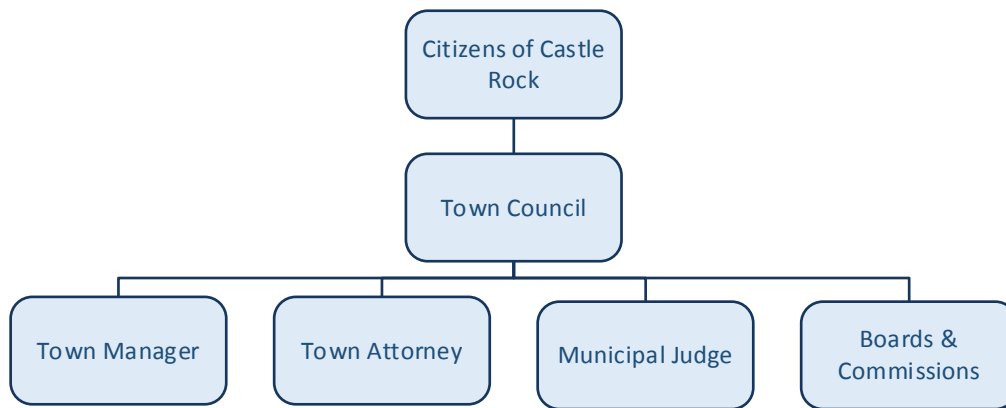 Citizens of Castle
Rock
Town Council
Town Manager
Town Attorney
Municipal Judge
Boards &
Commissions